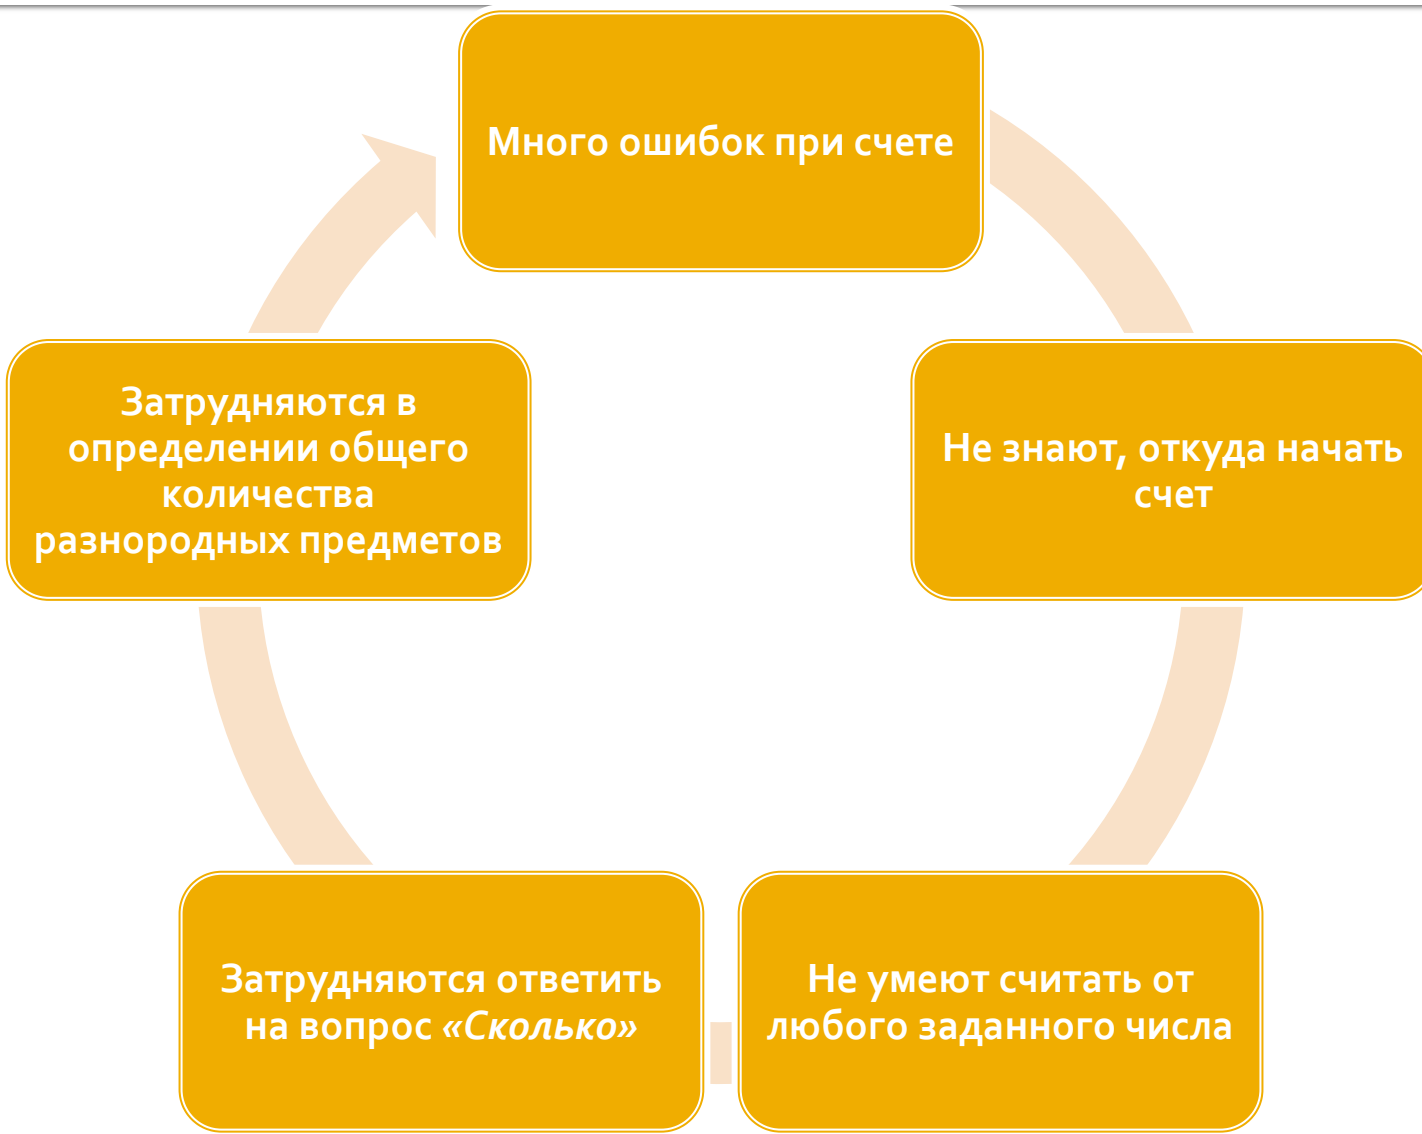 Много ошибок при счете
Не знают, откуда начать
счет
Не умеют считать от
любого заданного числа
Затрудняются ответить
на вопрос «Сколько»
Затрудняются в
определении общего
количества
разнородных предметов